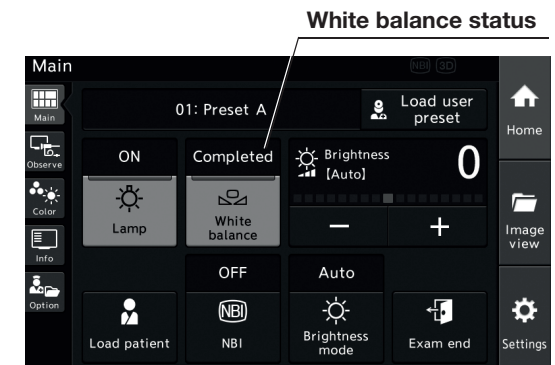 White balance status
Main
NBI 3D
Main
01: Preset A
Load user
preset
Home
Observe
ON
Completed
Brightness
[Auto]
0
Color
Lamp
White
balance
−
+
Image
view
Info
OFF
Auto
Option
NBI
Load patient
NBI
Brightness
mode
Exam end
Settings